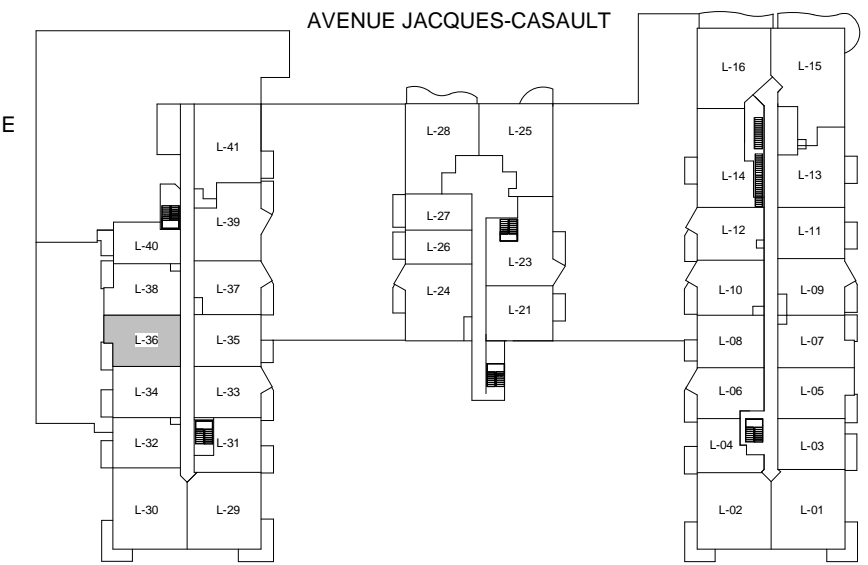 AVENUE JACQUES-CASAULT
E
L-16
L-15
L-41
L-28
L-25
L-14
L-13
L-39
L-27
L-12
L-11
L-40
L-26
L-23
L-38
L-37
L-24
L-10
L-09
L-21
L-36
L-35
L-08
L-07
L-34
L-33
L-06
L-05
L-32
L-31
L-04
L-03
L-30
L-29
L-02
L-01